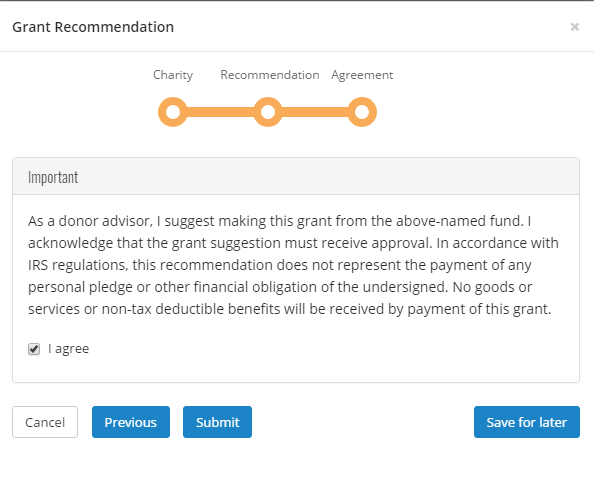 Grant Recommendation ×
Charity Recommendation Agreement
Important
As a donor advisor, I suggest making this grant from the above-named fund. I
acknowledge that the grant suggestion must receive approval. In accordance with
IRS regulations, this recommendation does not represent the payment of any
personal pledge or other financial obligation of the undersigned. No goods or
services or non-tax deductible benefits will be received by payment of this grant.
I agree
Cancel Previous Submit Save for later